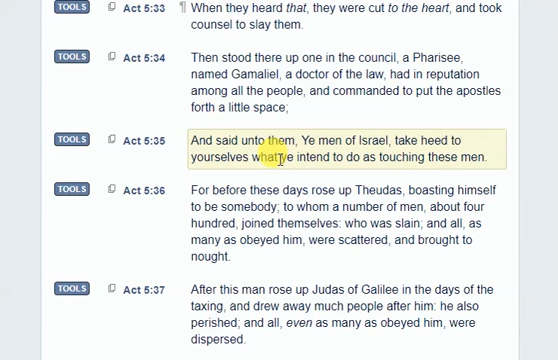 TOOLS Act 5:33 ¶ When they heard that, they were cut to the heart, and took
counsel to slay them.
TOOLS Act 5:34 Then stood there up one in the council, a Pharisee,
named Gamaliel, a doctor of the law, had in reputation
among all the people, and commanded to put the apostles
forth a little space;
TOOLS Act 5:35 And said unto them, Ye men of Israel, take heed to
yourselves what ye intend to do as touching these men.
TOOLS Act 5:36 For before these days rose up Theudas, boasting himself
to be somebody; to whom a number of men, about four
hundred, joined themselves: who was slain; and all, as
many as obeyed him, were scattered, and brought to
nought.
TOOLS Act 5:37 After this man rose up Judas of Galilee in the days of the
taxing, and drew away much people after him: he also
perished; and all, even as many as obeyed him, were
dispersed.